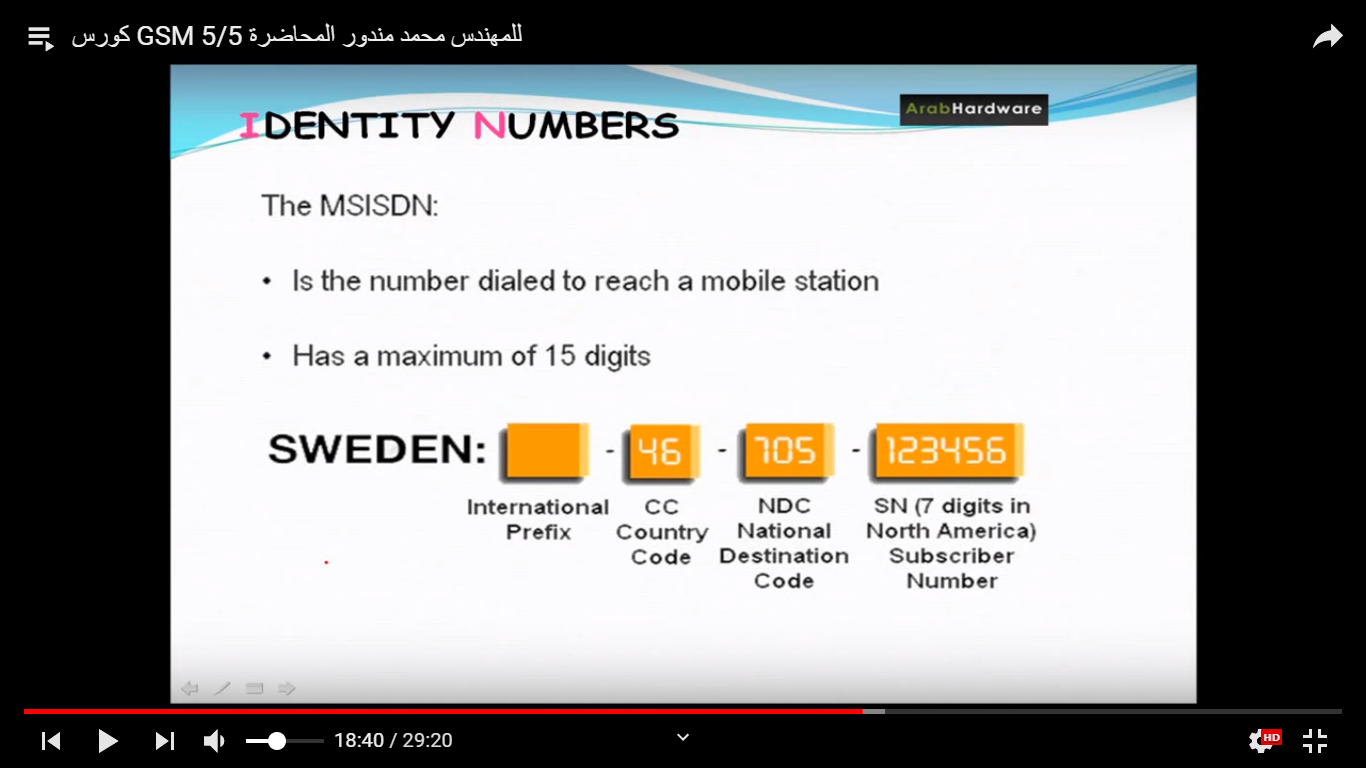 كورس GSM 5/5 للمهندس محمد مندور المحاضرة
ArabHardware
IDENTITY NUMBERS
The MSISDN:
• Is the number dialed to reach a mobile station
• Has a maximum of 15 digits
SWEDEN: - 46 - 705 - 123456
International Prefix
CC Country Code
NDC National Destination Code
SN (7 digits in North America) Subscriber Number
18:40 / 29:20
HD